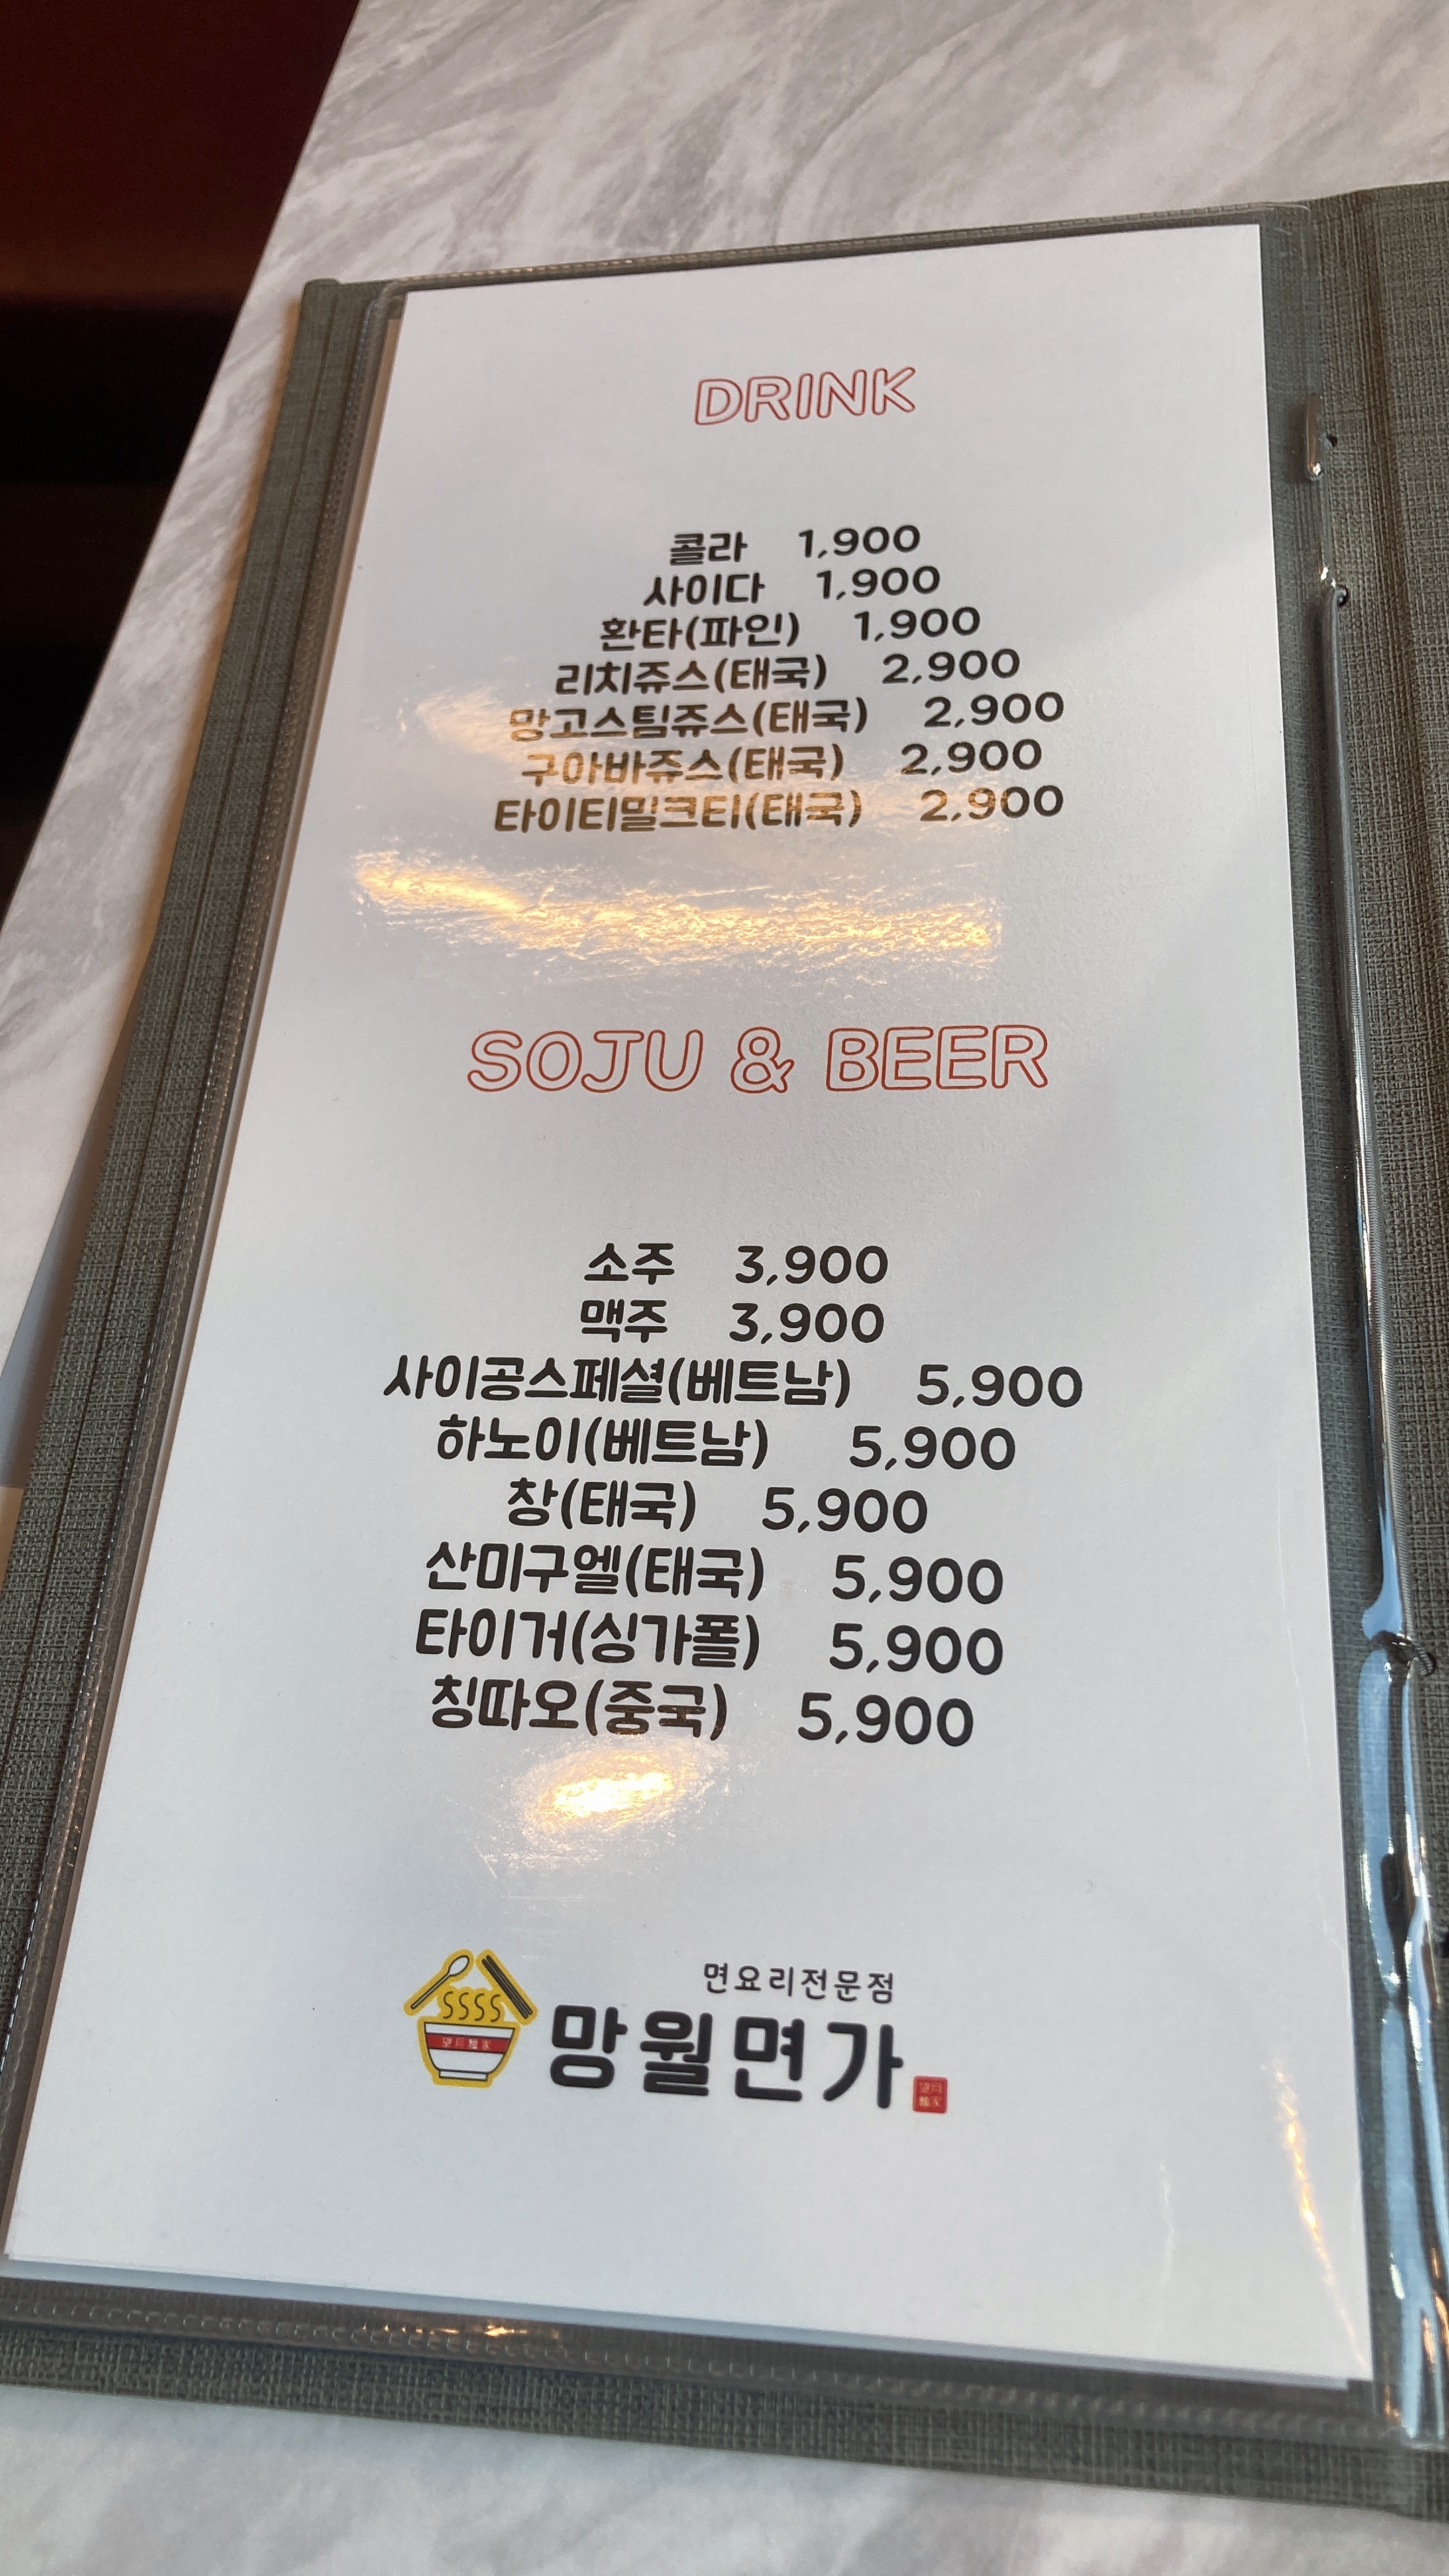 DRINK
콜라 1,900
사이다 1,900
환타(파인) 1,900
리치쥬스(태국) 2,900
망고스팀쥬스(태국) 2,900
구아바쥬스(태국) 2,900
타이티밀크티(태국) 2,900
SOJU & BEER
소주 3,900
맥주 3,900
사이공스페셜(베트남) 5,900
하노이(베트남) 5,900
창(태국) 5,900
산미구엘(태국) 5,900
타이거(싱가폴) 5,900
칭따오(중국) 5,900
면요리전문점
망월면가